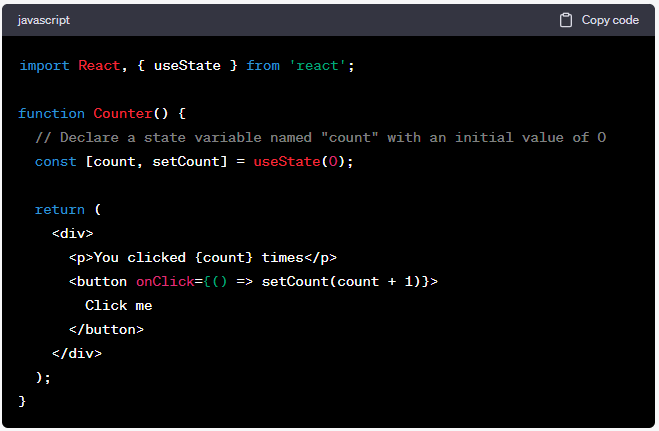 javascript
Copy code
import React, { useState } from 'react';
function Counter() {
// Declare a state variable named "count" with an initial value of 0
const [count, setCount] = useState(0);
return (
<div>
<p>You clicked {count} times</p>
<button onClick={() => setCount(count + 1)}>
Click me
</button>
</div>
);
}